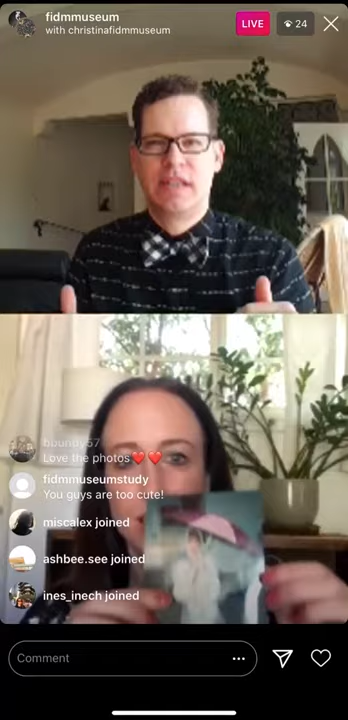 fidmmuseum
with christinafidmmuseum
LIVE
24
boundy57
Love the photos❤️❤️
fidmmuseumstudy
You guys are too cute!
miscalex joined
ashbee.see joined
ines_inech joined
Comment